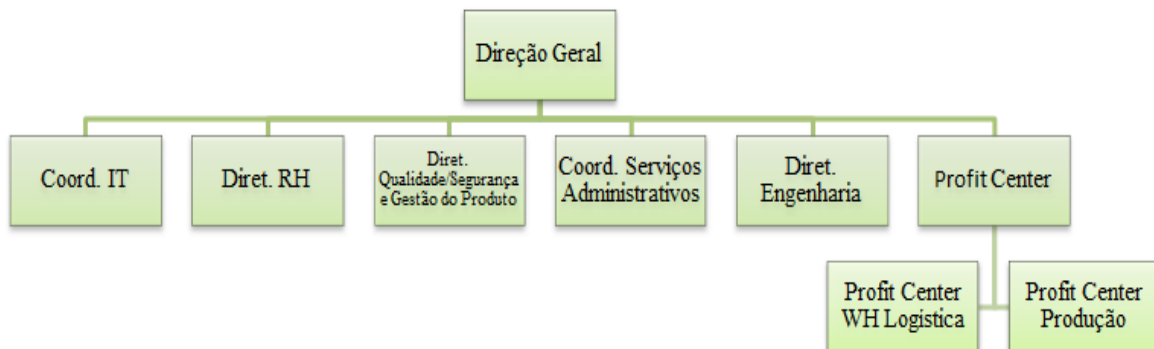 Direção Geral
Coord. IT
Diret. RH
Diret.
Qualidade/Segurança
e Gestão do Produto
Coord. Serviços
Administrativos
Diret.
Engenharia
Profit Center
Profit Center
WH Logistica
Profit Center
Produção